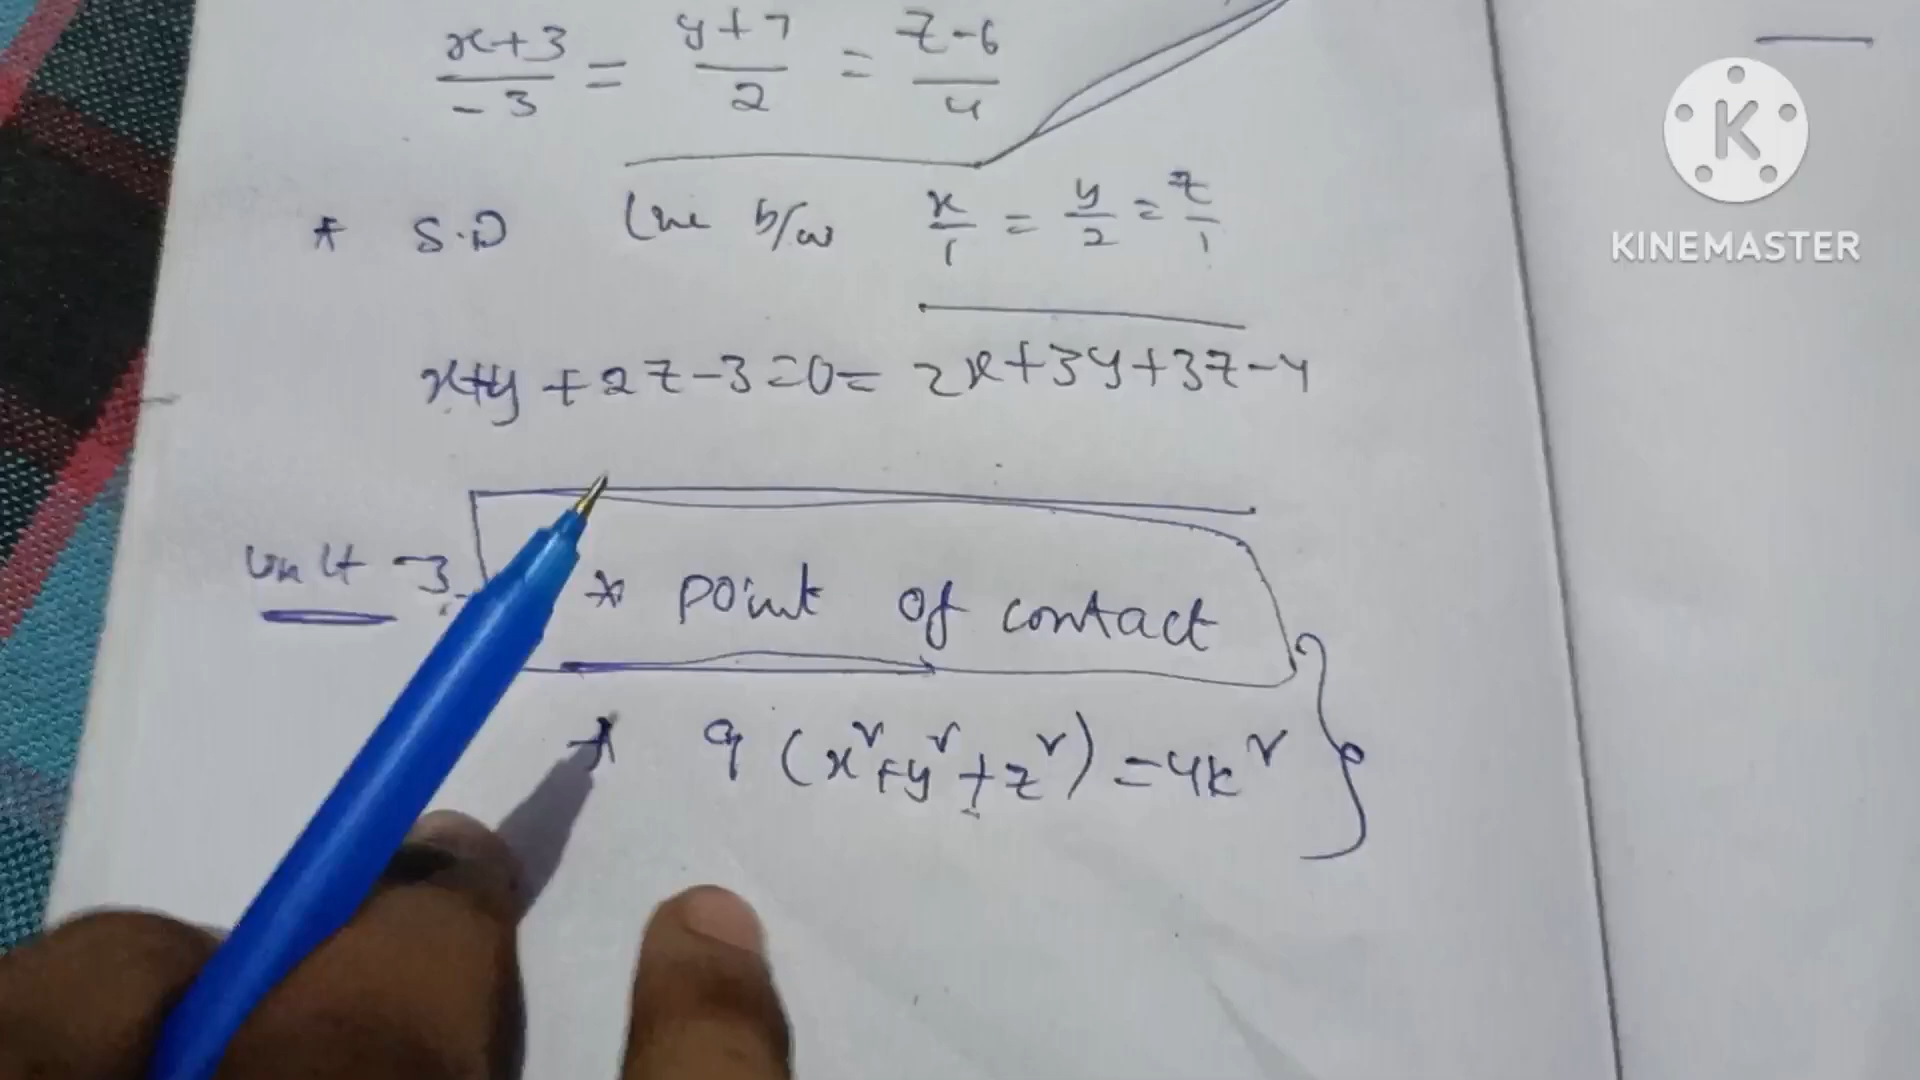 x+3/-3 = y+7/2 = z-6/4
* S.D Line b/w x/1 = y/2 = z/1
x+y+2z-3=0= 2x+3y+3z-4
Unit-3 * point of contact
* 9(x²+y²+z²)=4k²
K
KINEMASTER